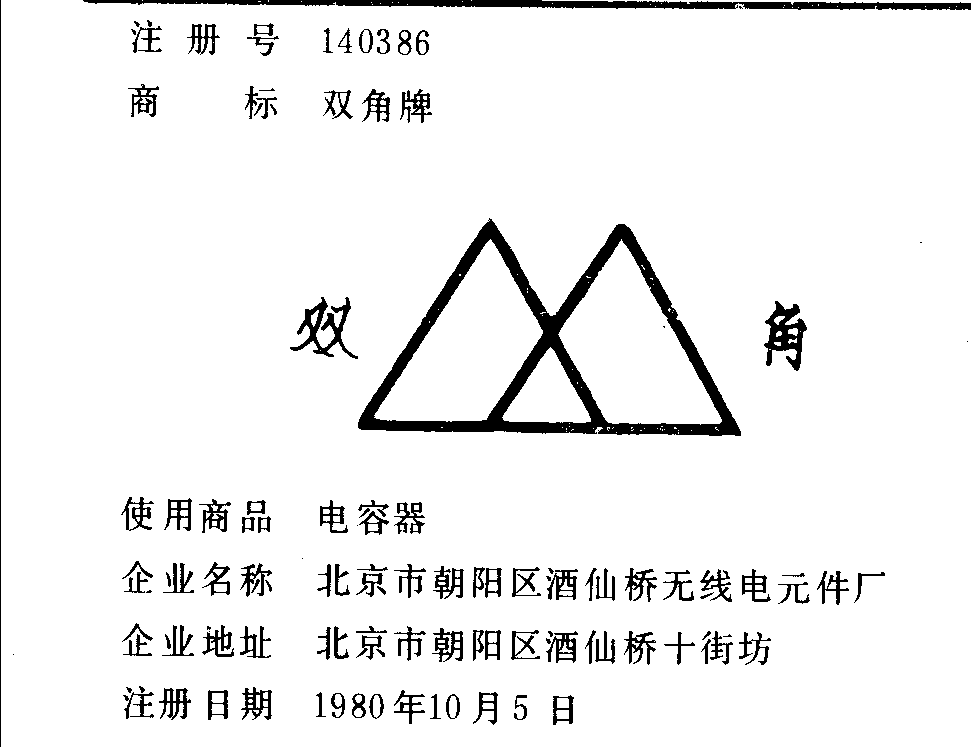 注册号 140386
商标 双角牌
双 角
使用商品 电容器
企业名称 北京市朝阳区酒仙桥无线电元件厂
企业地址 北京市朝阳区酒仙桥十街坊
注册日期 1980年10月5日